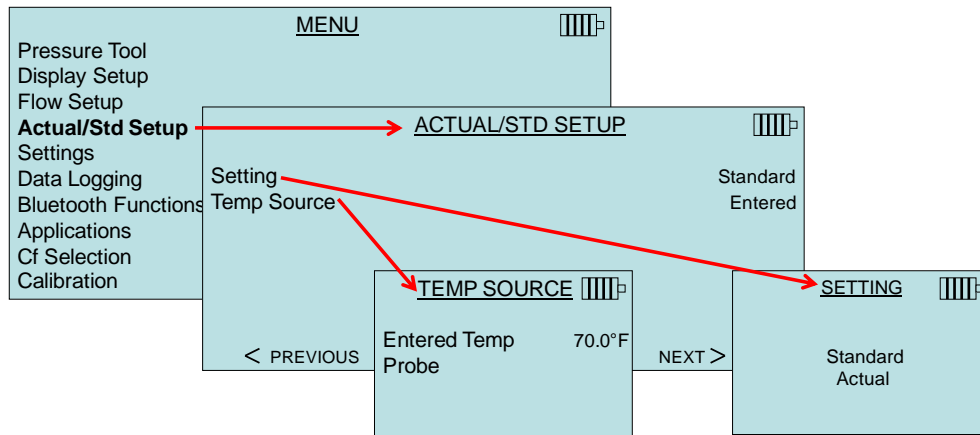 MENU
Pressure Tool
Display Setup
Flow Setup
Actual/Std Setup
Settings
Data Logging
Bluetooth Functions
Applications
Cf Selection
Calibration
ACTUAL/STD SETUP
Setting Standard
Temp Source Entered
< PREVIOUS NEXT >
TEMP SOURCE
Entered Temp 70.0°F
Probe
SETTING
Standard
Actual